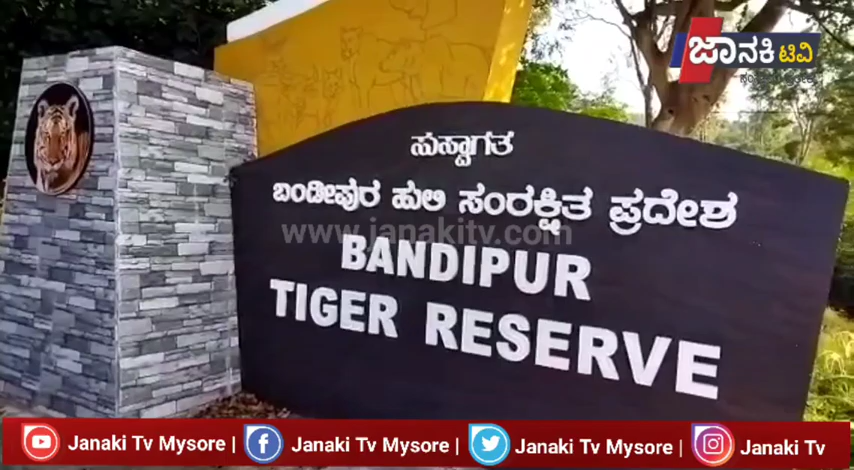 ಜಾನಕಿ ಟಿವಿ
ಸುಸ್ವಾಗತ
ಬಂಡೀಪುರ ಹುಲಿ ಸಂರಕ್ಷಿತ ಪ್ರದೇಶ
www.janakitv.com
BANDIPUR
TIGER RESERVE
Janaki Tv Mysore | Janaki Tv Mysore | Janaki Tv Mysore | Janaki Tv